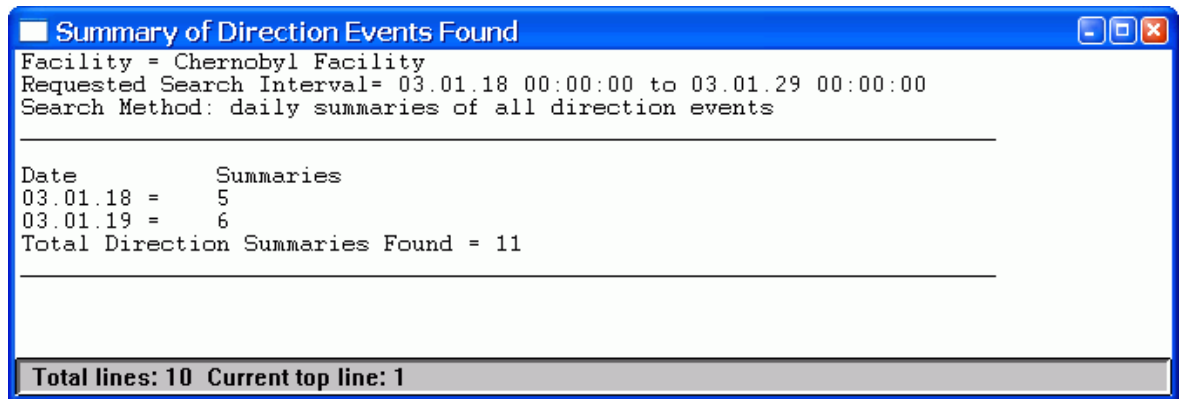 Summary of Direction Events Found
Facility = Chernobyl Facility
Requested Search Interval= 03.01.18 00:00:00 to 03.01.29 00:00:00
Search Method: daily summaries of all direction events
Date Summaries
03.01.18 = 5
03.01.19 = 6
Total Direction Summaries Found = 11
Total lines: 10 Current top line: 1